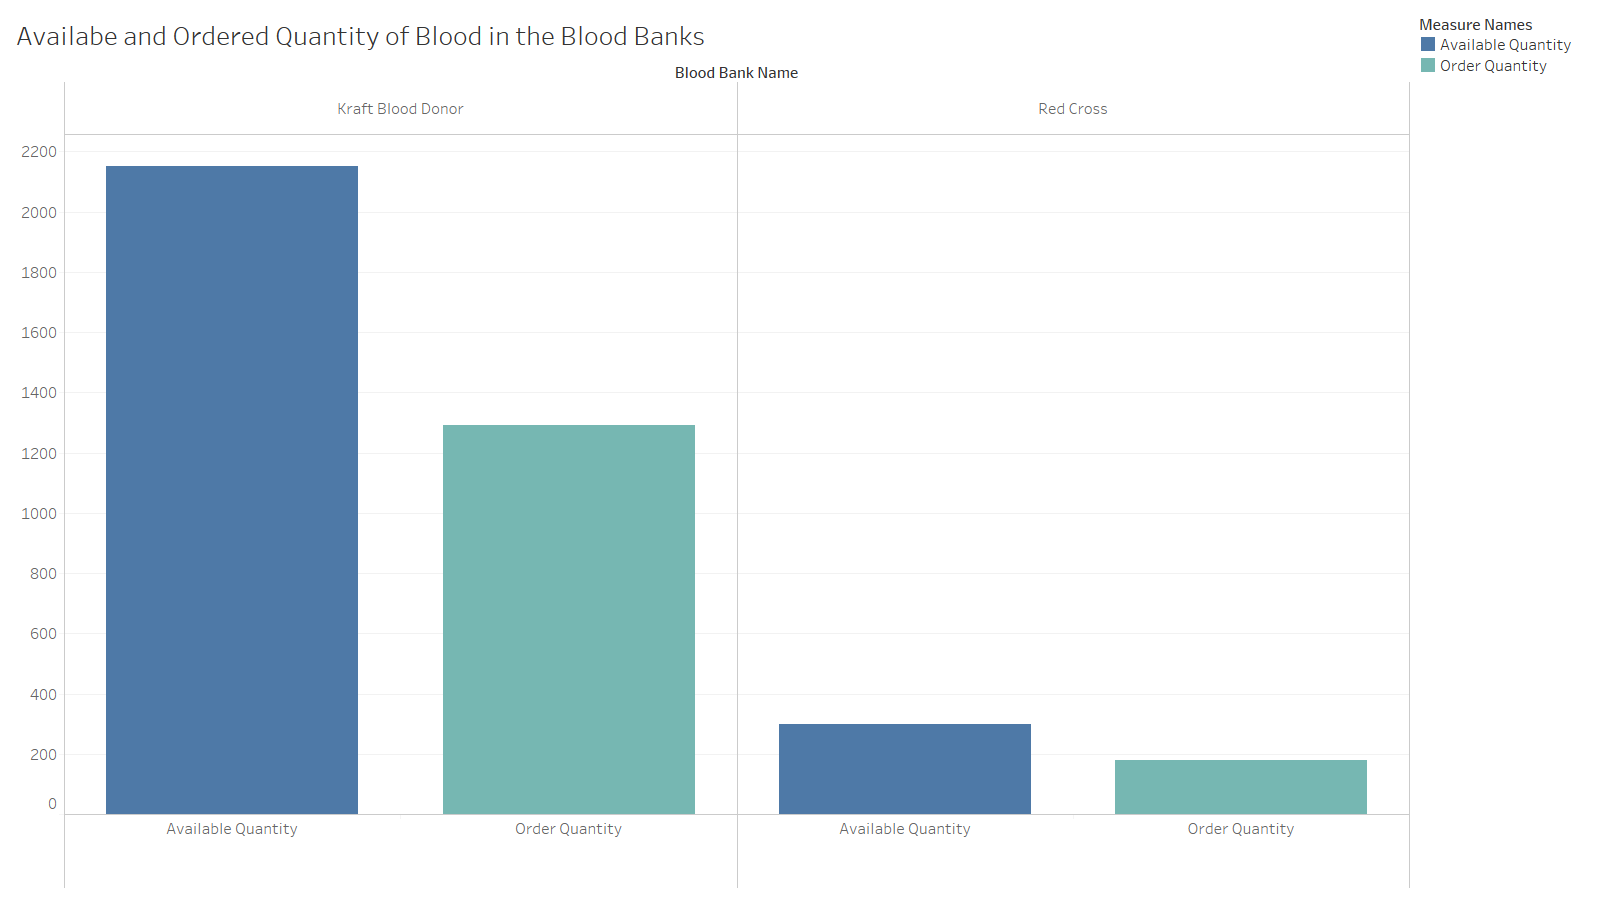 Availabe and Ordered Quantity of Blood in the Blood Banks
Measure Names
Available Quantity
Order Quantity
Blood Bank Name
Kraft Blood Donor
Red Cross
2200
2000
1800
1600
1400
1200
1000
800
600
400
200
0
Available Quantity
Order Quantity
Available Quantity
Order Quantity